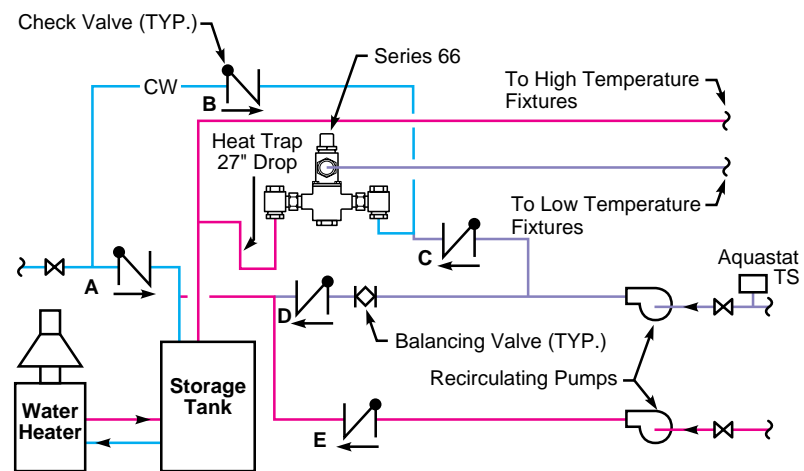 Check Valve (TYP.)
Series 66
CW
B
To High Temperature
Fixtures
Heat Trap
27" Drop
To Low Temperature
Fixtures
C
Aquastat
TS
A
D
Balancing Valve (TYP.)
Recirculating Pumps
Storage
Tank
Water
Heater
E